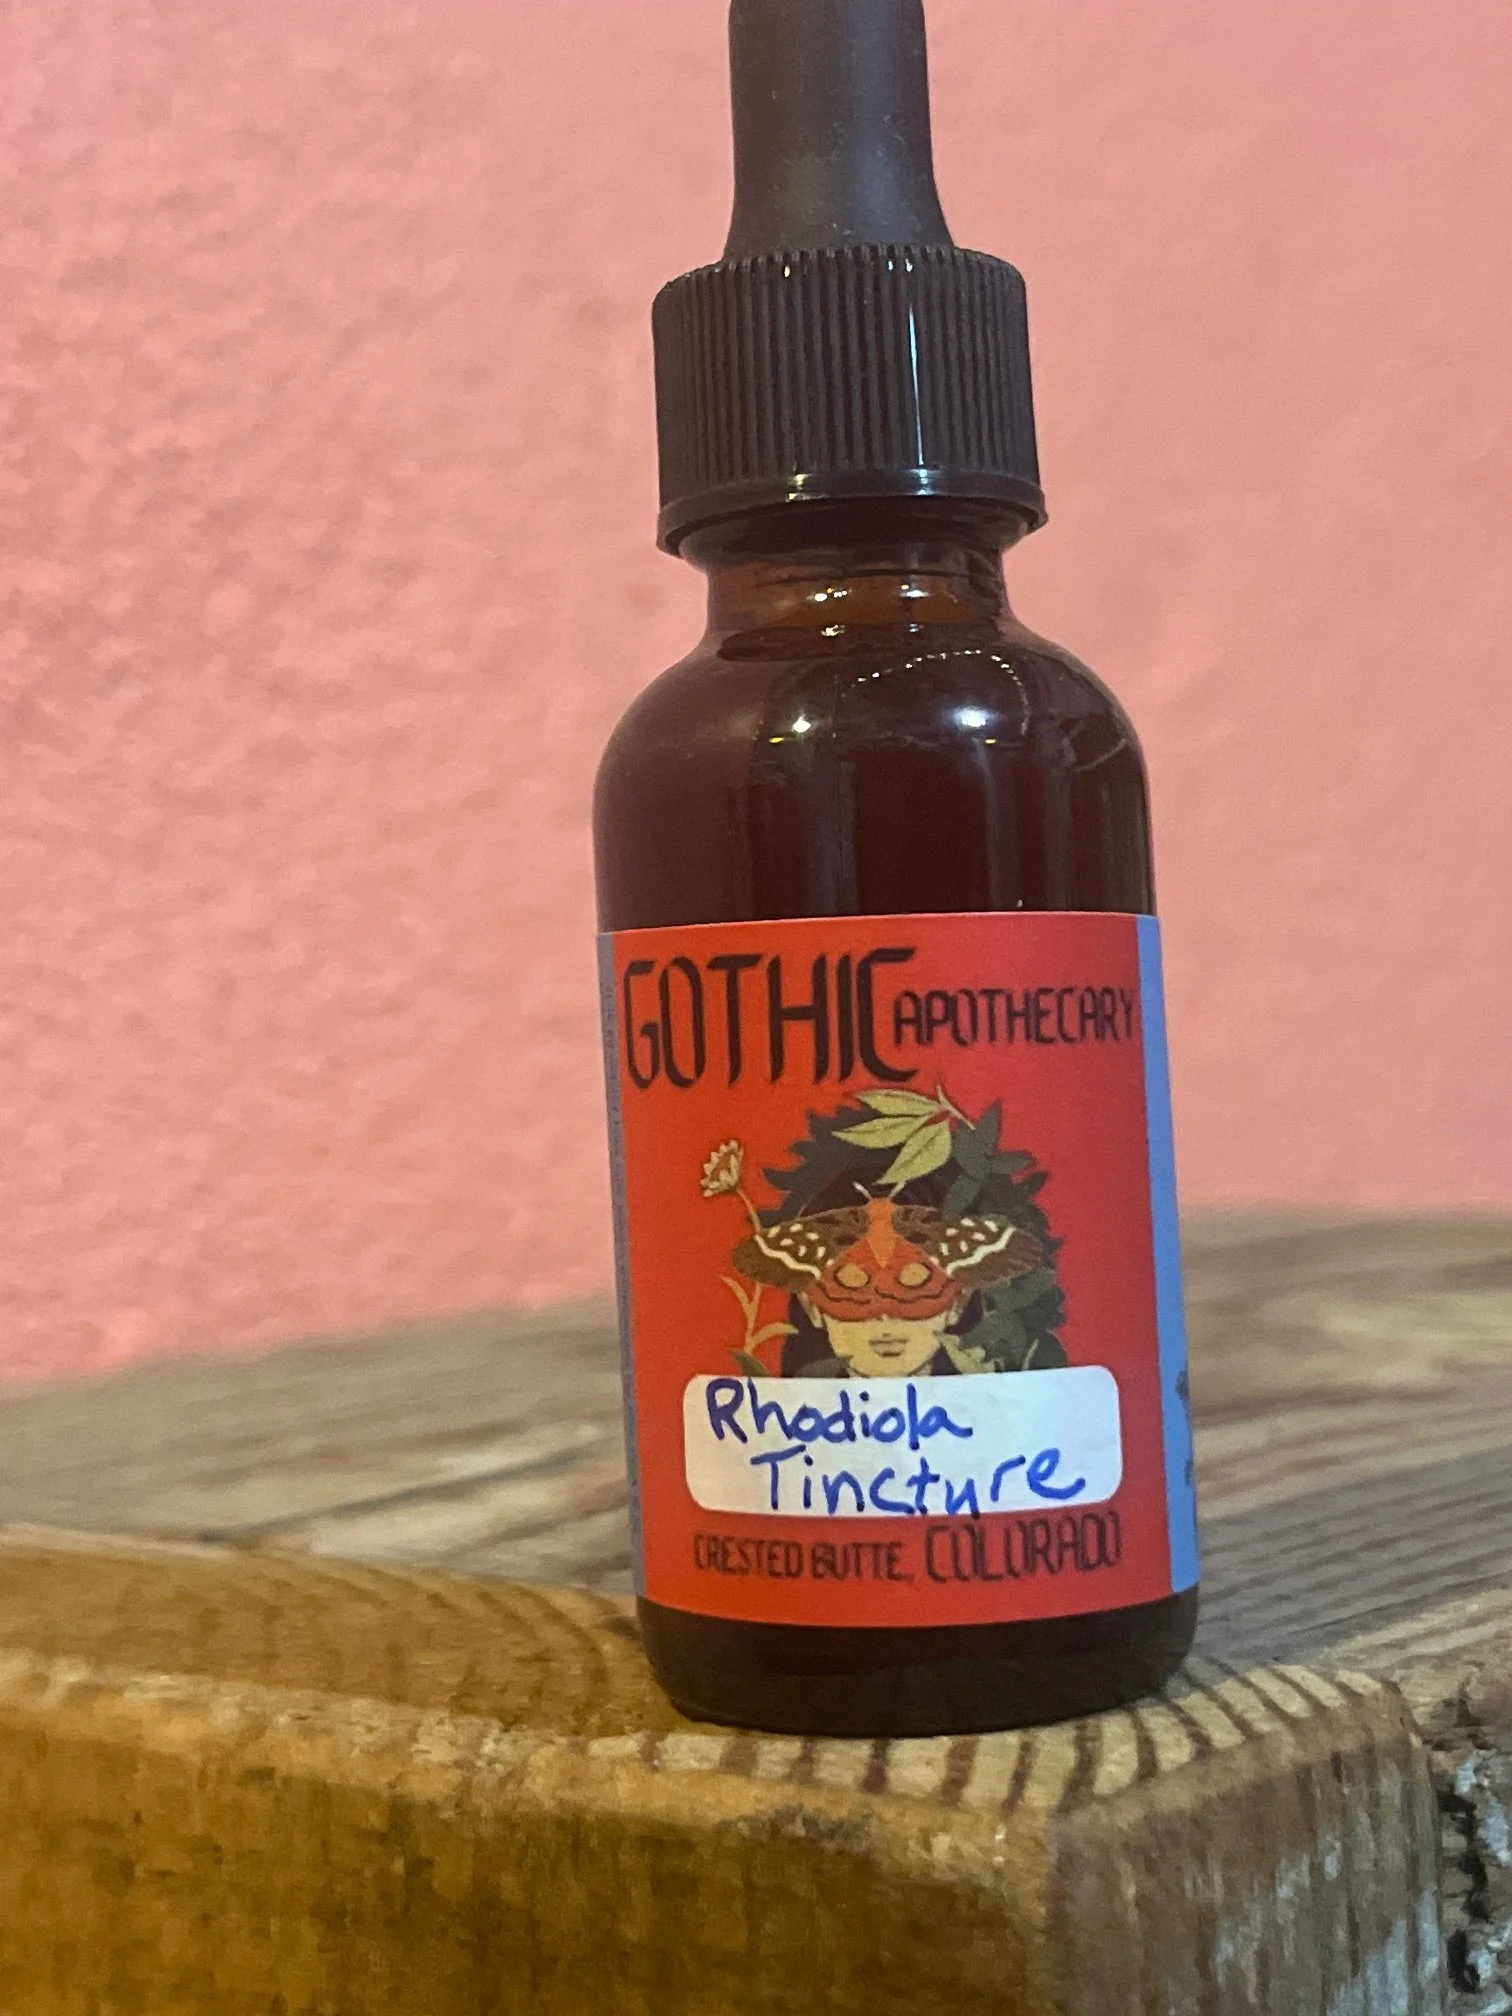 GOTHIC APOTHECARY
Rhodiola
Tincture
CRESTED BUTTE, COLORADO